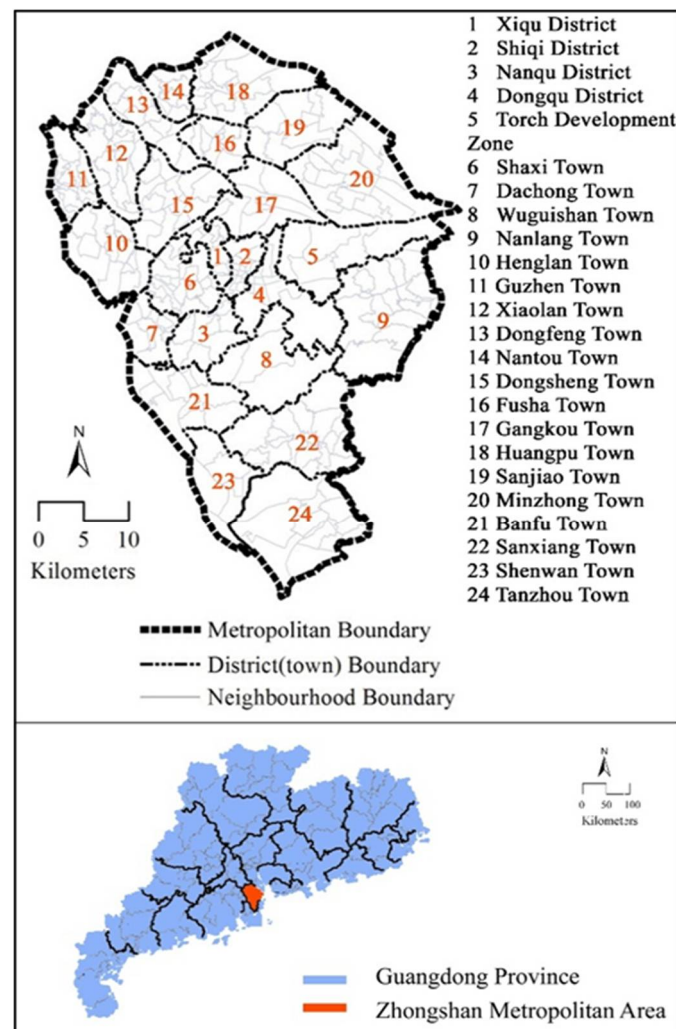 1 Xiqu District
2 Shiqi District
3 Nanqu District
4 Dongqu District
5 Torch Development
Zone
6 Shaxi Town
7 Dachong Town
8 Wuguishan Town
9 Nanlang Town
10 Henglan Town
11 Guzhen Town
12 Xiaolan Town
13 Dongfeng Town
14 Nantou Town
15 Dongsheng Town
16 Fusha Town
17 Gangkou Town
18 Huangpu Town
19 Sanjiao Town
20 Minzhong Town
21 Banfu Town
22 Sanxiang Town
23 Shenwan Town
24 Tanzhou Town
14
18
13
19
16
12
11
20
15
17
10
1
2
5
6
4
9
7
3
8
21
22
23
24
N
0 5 10
Kilometers
Metropolitan Boundary
District(town) Boundary
Neighbourhood Boundary
N
0 50 100
Kilometers
Guangdong Province
Zhongshan Metropolitan Area